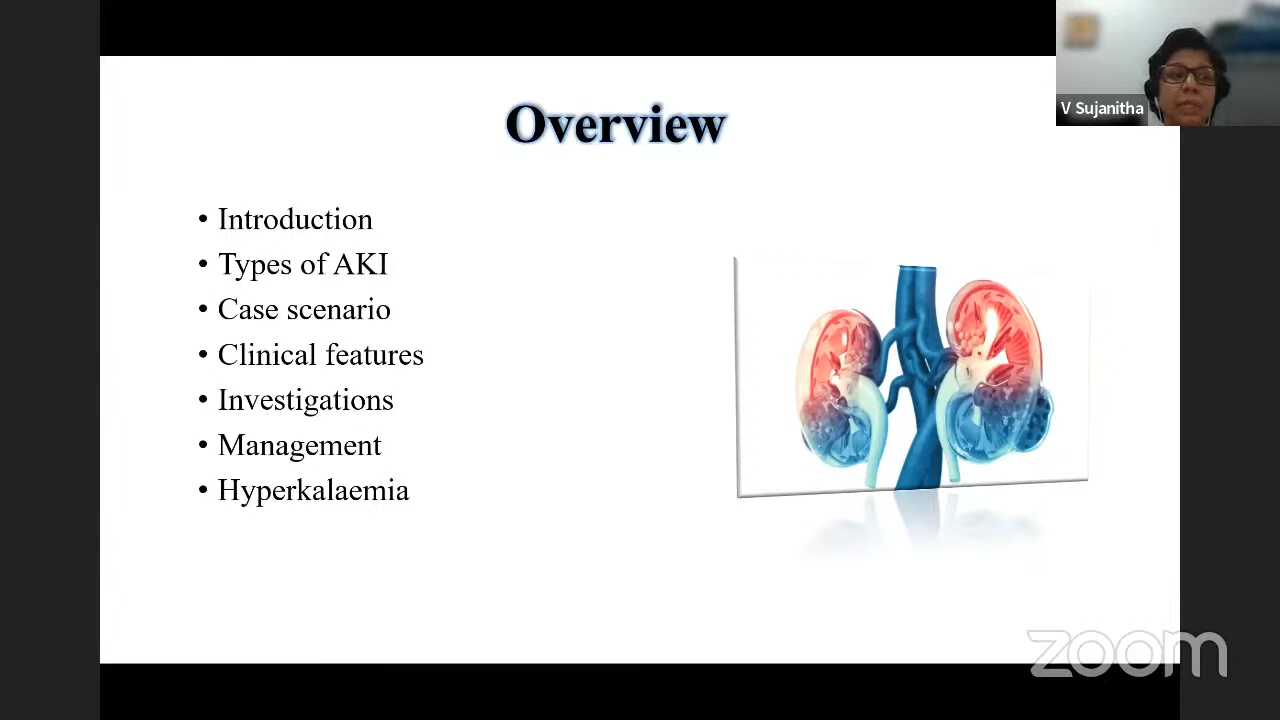 Overview
V Sujanitha
• Introduction
• Types of AKI
• Case scenario
• Clinical features
• Investigations
• Management
• Hyperkalaemia
zoom